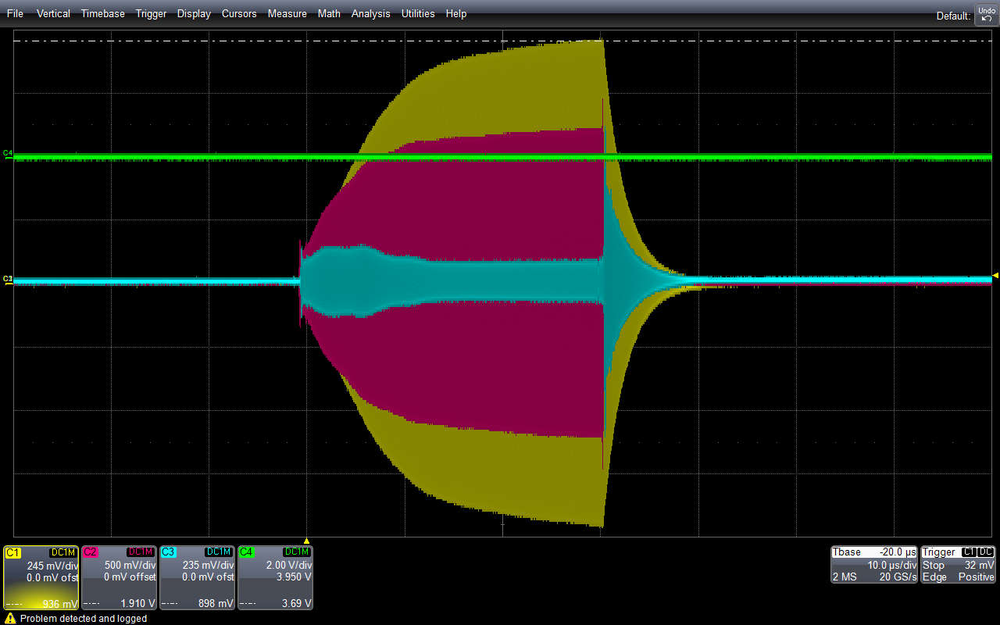 File Vertical Timebase Trigger Display Cursors Measure Math Analysis Utilities Help
Default: Undo
C4
C3
C1 DC1M
245 mV/div
0.0 mV ofst
936 mV
C2 DC1M
500 mV/div
0 mV offset
1.910 V
C3 DC1M
235 mV/div
0.0 mV ofst
898 mV
C4 DC1M
2.00 V/div
3.950 V
3.69 V
Tbase -20.0 µs
10.0 µs/div
2 MS 20 GS/s
Trigger C1 DC
Stop 32 mV
Edge Positive
Problem detected and logged